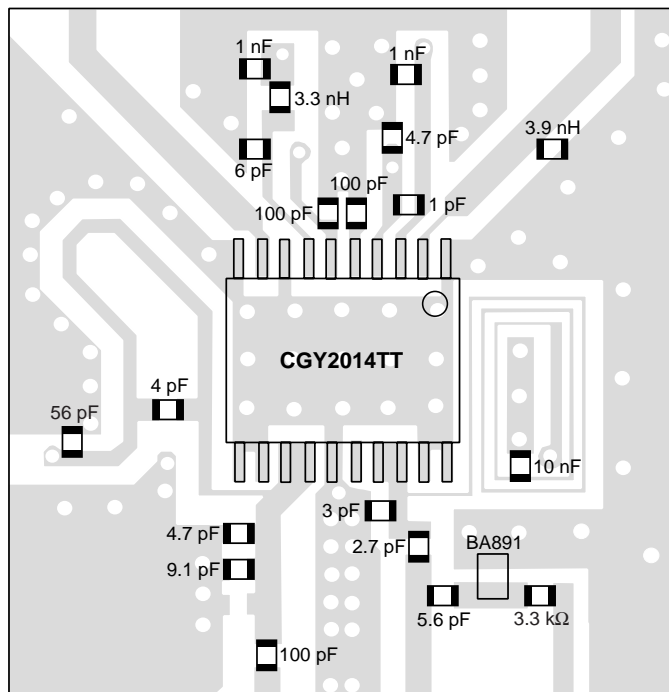 1 nF
1 nF
3.3 nH
4.7 pF
3.9 nH
6 pF
100 pF
100 pF
1 pF
CGY2014TT
4 pF
56 pF
10 nF
3 pF
4.7 pF
2.7 pF
BA891
9.1 pF
5.6 pF
3.3 kΩ
100 pF